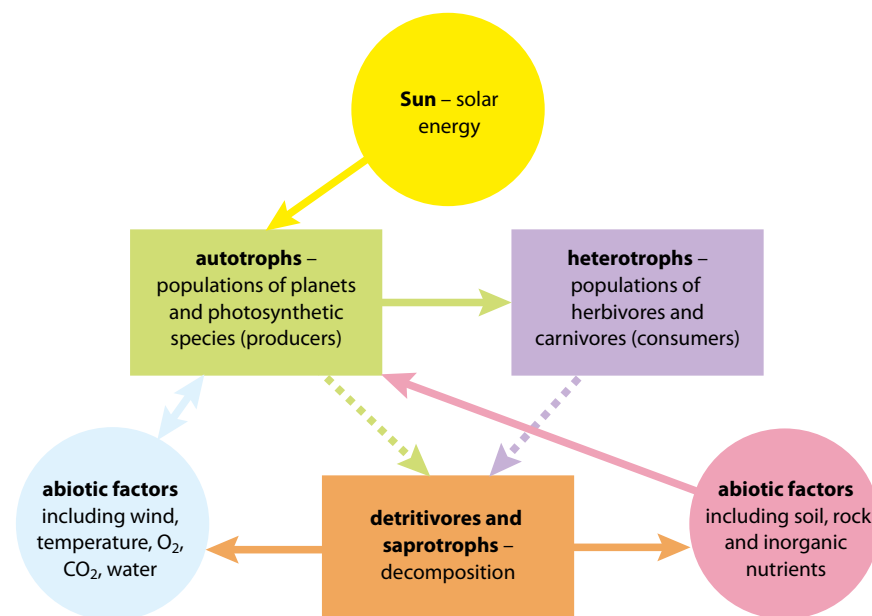 Sun – solar
energy
autotrophs –
populations of planets
and photosynthetic
species (producers)
heterotrophs –
populations of
herbivores and
carnivores (consumers)
abiotic factors
including wind,
temperature, O₂,
CO₂, water
detritivores and
saprotrophs –
decomposition
abiotic factors
including soil, rock
and inorganic
nutrients